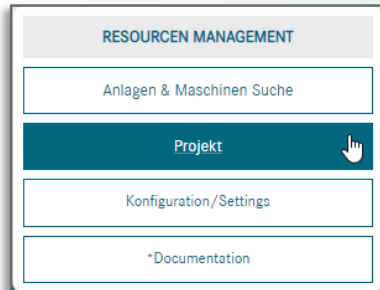 RESOURCEN MANAGEMENT
Anlagen & Maschinen Suche
Projekt
Konfiguration/Settings
*Documentation